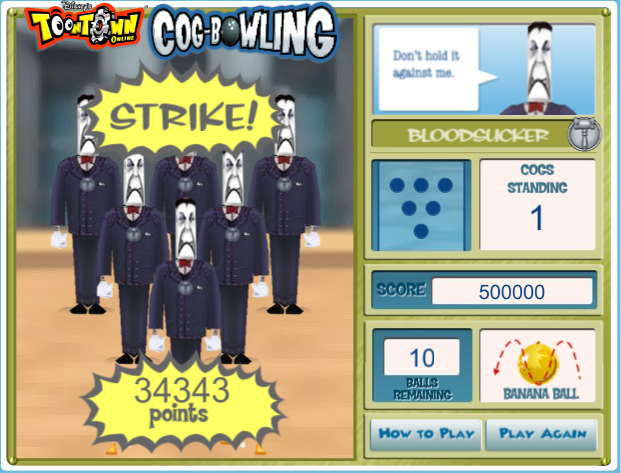 Disney's
TOONTOWN
ONLINE
COG-BOWLING
STRIKE!
34343
points
Don't hold it
against me.
BLOODSUCKER
COGS
STANDING
1
SCORE
500000
10
BALLS
REMAINING
BANANA BALL
HOW TO PLAY
PLAY AGAIN